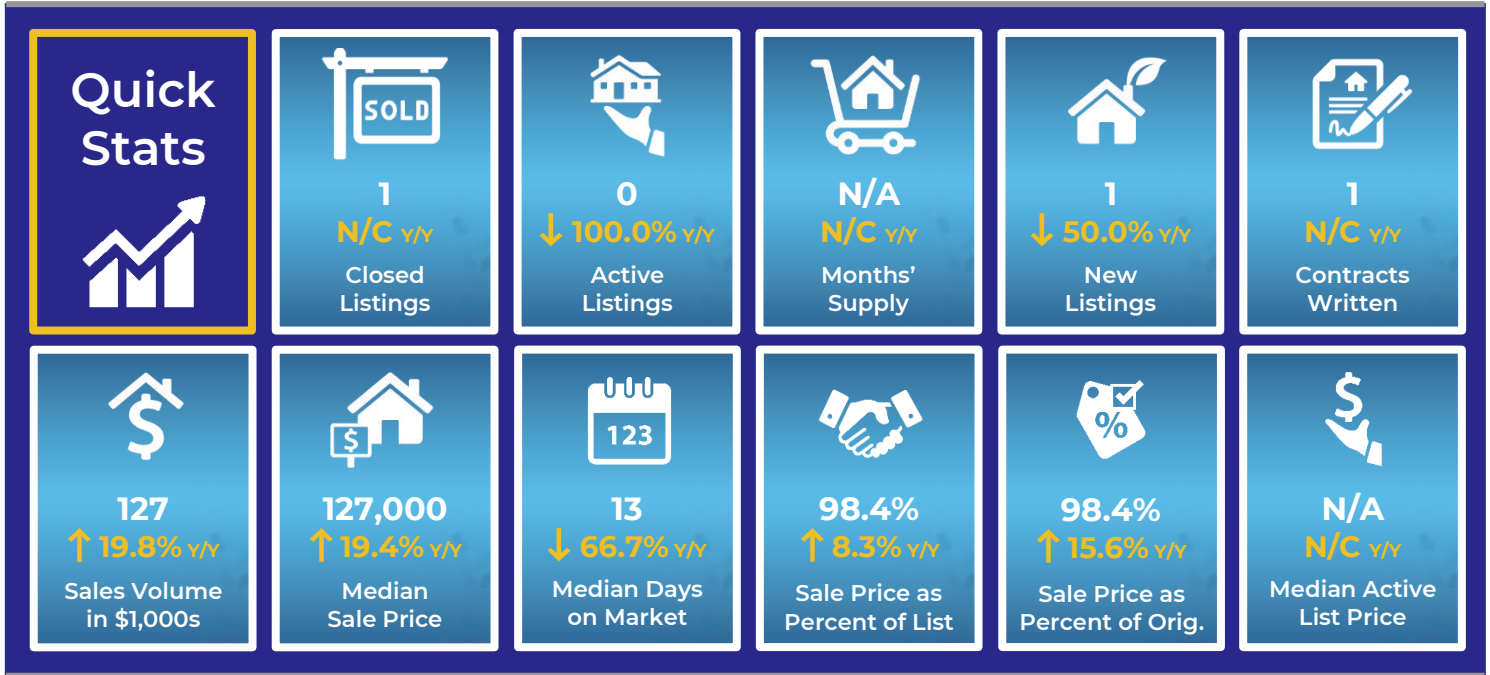 Quick
Stats
SOLD
1
N/C Y/Y
Closed
Listings
0
↓ 100.0% Y/Y
Active
Listings
N/A
N/C Y/Y
Months’
Supply
1
↓ 50.0% Y/Y
New
Listings
1
N/C Y/Y
Contracts
Written
$
127
↑ 19.8% Y/Y
Sales Volume
in $1,000s
$
127,000
↑ 19.4% Y/Y
Median
Sale Price
123
13
↓ 66.7% Y/Y
Median Days
on Market
98.4%
↑ 8.3% Y/Y
Sale Price as
Percent of List
%
98.4%
↑ 15.6% Y/Y
Sale Price as
Percent of Orig.
$
N/A
N/C Y/Y
Median Active
List Price